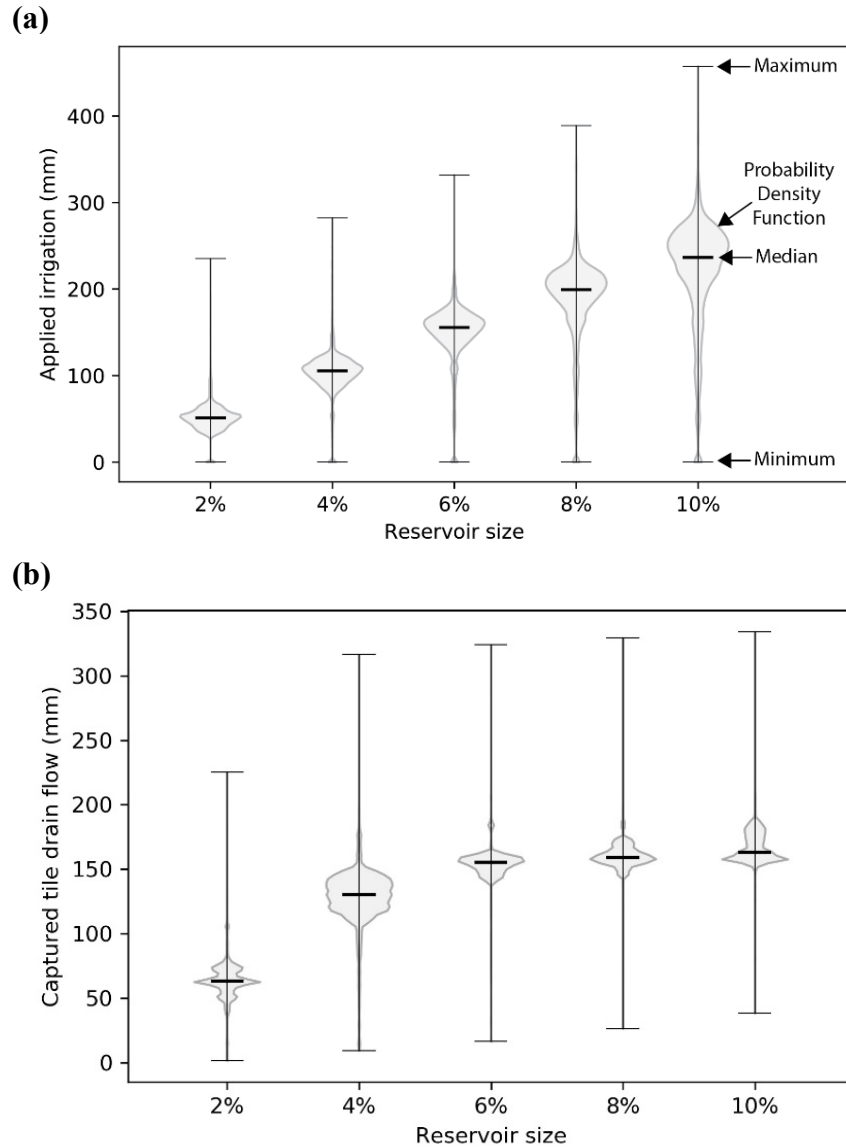 (a)
Applied irrigation (mm)
400
300
200
100
0
Maximum
Probability
Density
Function
Median
Minimum
2% 4% 6% 8% 10%
Reservoir size
(b)
Captured tile drain flow (mm)
350
300
250
200
150
100
50
0
2% 4% 6% 8% 10%
Reservoir size